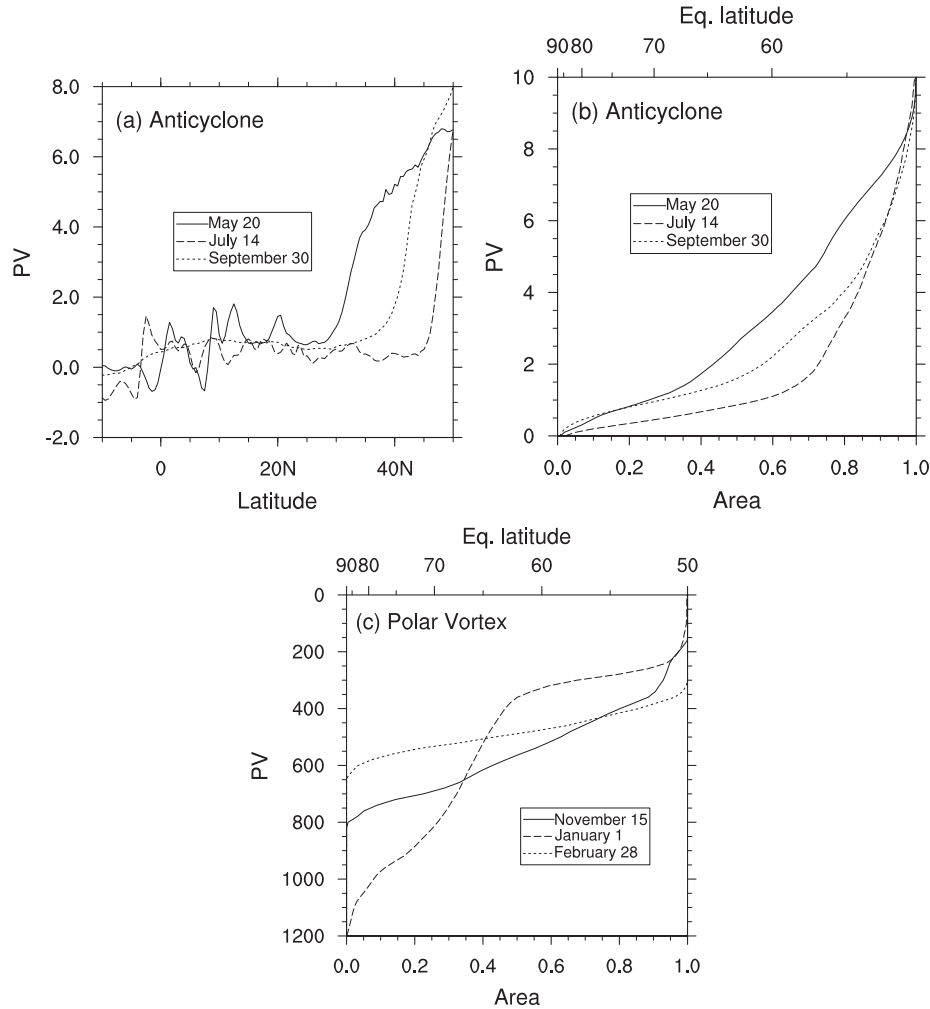 Eq. latitude
9080 70 60
8.0
6.0
4.0
2.0
0.0
-2.0
PV
(a) Anticyclone
May 20
July 14
September 30
0 20N 40N
Latitude
10
8
6
4
2
0
PV
(b) Anticyclone
May 20
July 14
September 30
0.0 0.2 0.4 0.6 0.8 1.0
Area
Eq. latitude
9080 70 60 50
0
200
400
600
800
1000
1200
PV
(c) Polar Vortex
November 15
January 1
February 28
0.0 0.2 0.4 0.6 0.8 1.0
Area